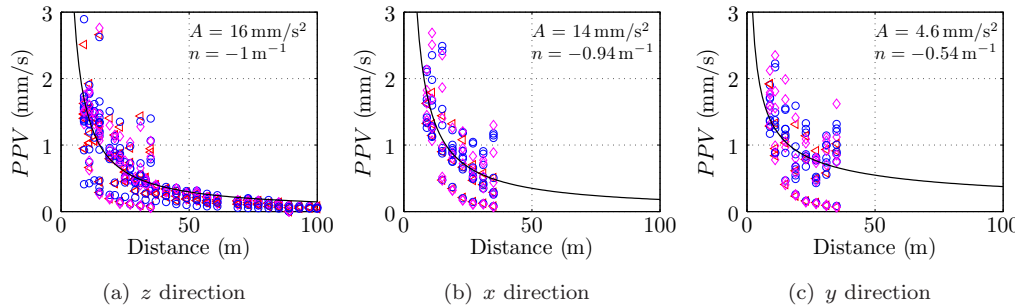 3
2
1
0
PPV (mm/s)
A = 16 mm/s²
n = −1 m⁻¹
0 50 100
Distance (m)
(a) z direction
3
2
1
0
PPV (mm/s)
A = 14 mm/s²
n = −0.94 m⁻¹
0 50 100
Distance (m)
(b) x direction
3
2
1
0
PPV (mm/s)
A = 4.6 mm/s²
n = −0.54 m⁻¹
0 50 100
Distance (m)
(c) y direction